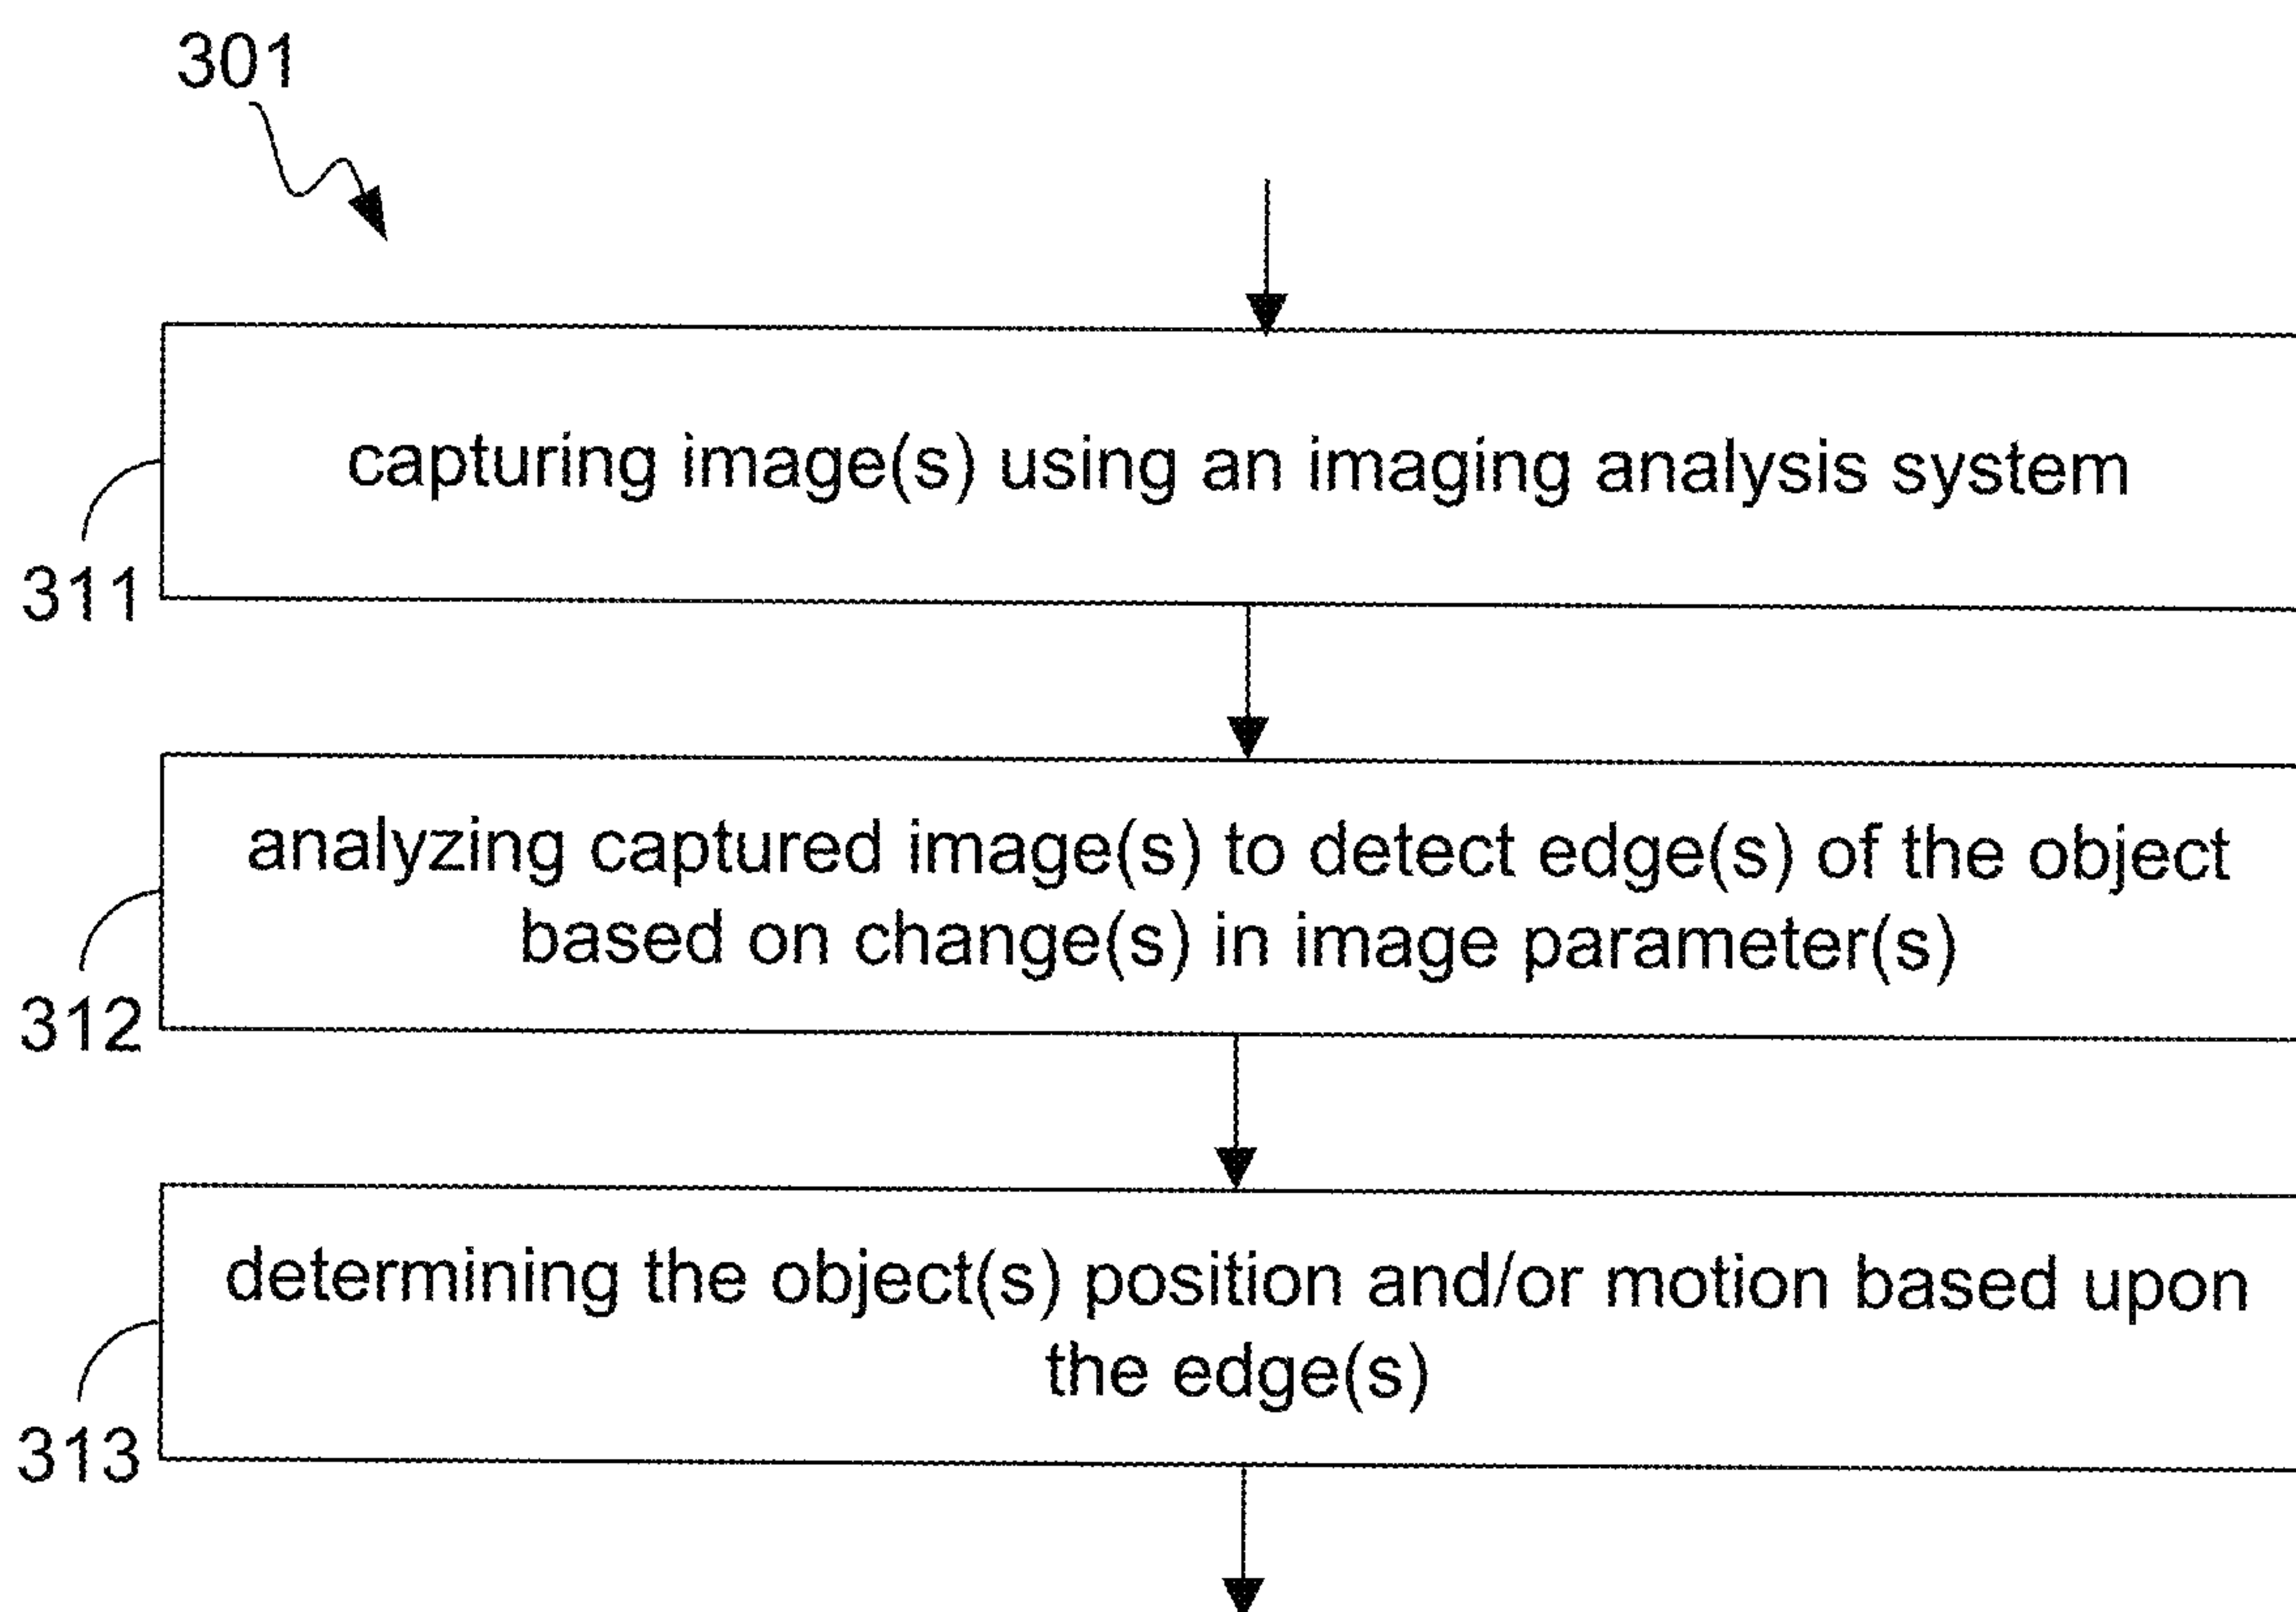 301
capturing image(s) using an imaging analysis system
311
analyzing captured image(s) to detect edge(s) of the object
based on change(s) in image parameter(s)
312
determining the object(s) position and/or motion based upon
the edge(s)
313